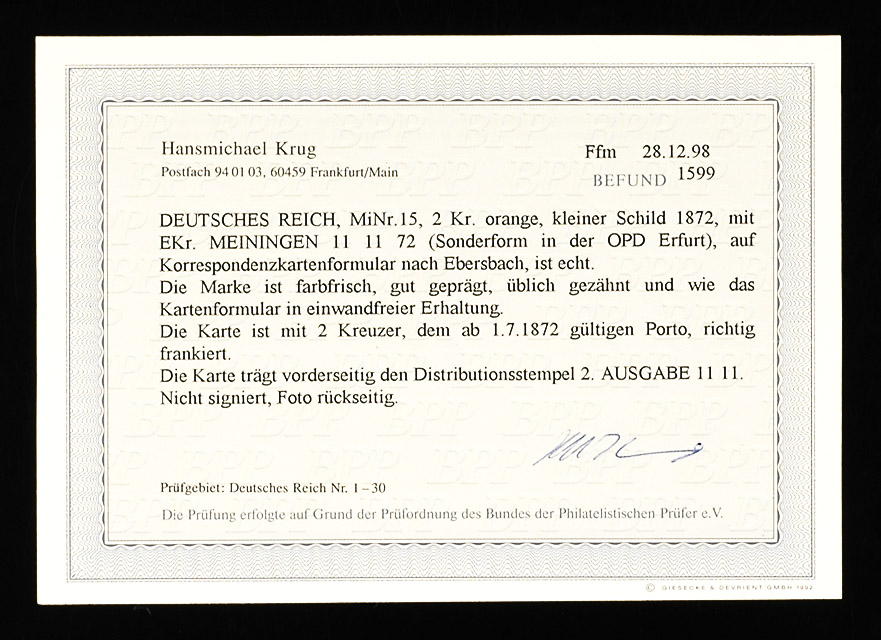 Hansmichael Krug
Postfach 94 01 03, 60459 Frankfurt/Main
Ffm 28.12.98
BEFUND 1599
DEUTSCHES REICH, MiNr.15, 2 Kr. orange, kleiner Schild 1872, mit
EKr. MEININGEN 11 11 72 (Sonderform in der OPD Erfurt), auf
Korrespondenzkartenformular nach Ebersbach, ist echt.
Die Marke ist farbfrisch, gut geprägt, üblich gezähnt und wie das
Kartenformular in einwandfreier Erhaltung.
Die Karte ist mit 2 Kreuzer, dem ab 1.7.1872 gültigen Porto, richtig
frankiert.
Die Karte trägt vorderseitig den Distributionsstempel 2. AUSGABE 11 11.
Nicht signiert, Foto rückseitig.
Prüfgebiet: Deutsches Reich Nr. 1–30
Die Prüfung erfolgte auf Grund der Prüfordnung des Bundes der Philatelistischen Prüfer e.V.
© GIESECKE & DEVRIENT GMBH 1992